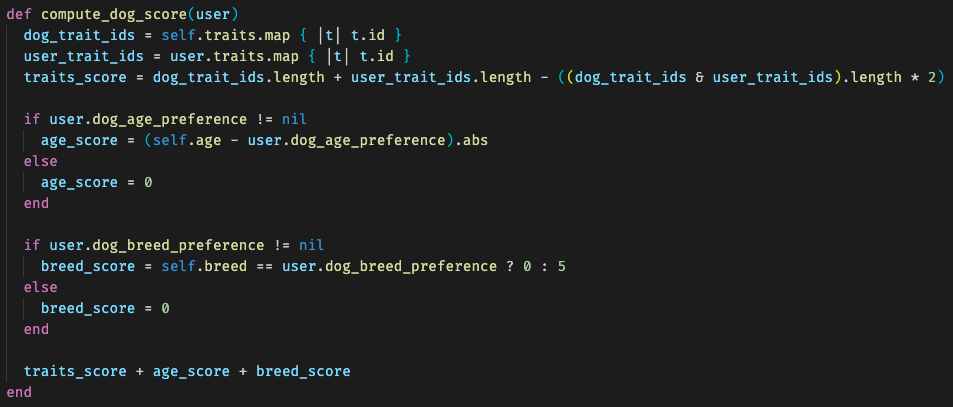 def compute_dog_score(user)
  dog_trait_ids = self.traits.map { |t| t.id }
  user_trait_ids = user.traits.map { |t| t.id }
  traits_score = dog_trait_ids.length + user_trait_ids.length - ((dog_trait_ids & user_trait_ids).length * 2)

  if user.dog_age_preference != nil
    age_score = (self.age - user.dog_age_preference).abs
  else
    age_score = 0
  end

  if user.dog_breed_preference != nil
    breed_score = self.breed == user.dog_breed_preference ? 0 : 5
  else
    breed_score = 0
  end

  traits_score + age_score + breed_score
end